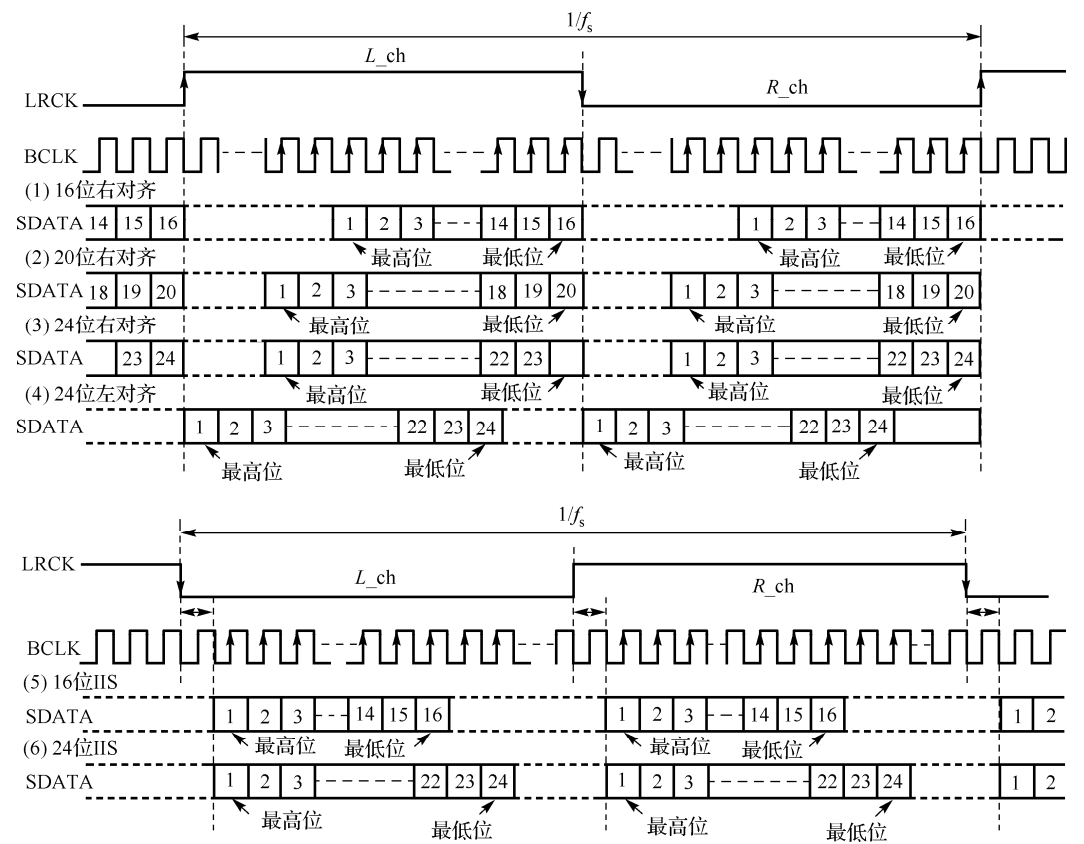 1/fs
L_ch
R_ch
LRCK
BCLK
(1) 16位右对齐
SDATA 14 15 16 1 2 3 14 15 16 1 2 3 14 15 16
最高位 最低位 最高位 最低位
(2) 20位右对齐
SDATA 18 19 20 1 2 3 18 19 20 1 2 3 18 19 20
最高位 最低位 最高位 最低位
(3) 24位右对齐
SDATA 23 24 1 2 3 22 23 1 2 3 22 23 24
最高位 最低位 最高位 最低位
(4) 24位左对齐
SDATA 1 2 3 22 23 24 1 2 3 22 23 24
最高位 最低位 最高位 最低位
1/fs
LRCK
L_ch
R_ch
BCLK
(5) 16位IIS
SDATA 1 2 3 14 15 16 1 2 3 14 15 16 1 2
最高位 最低位 最高位 最低位
(6) 24位IIS
SDATA 1 2 3 22 23 24 1 2 3 22 23 24 1 2
最高位 最低位 最高位 最低位